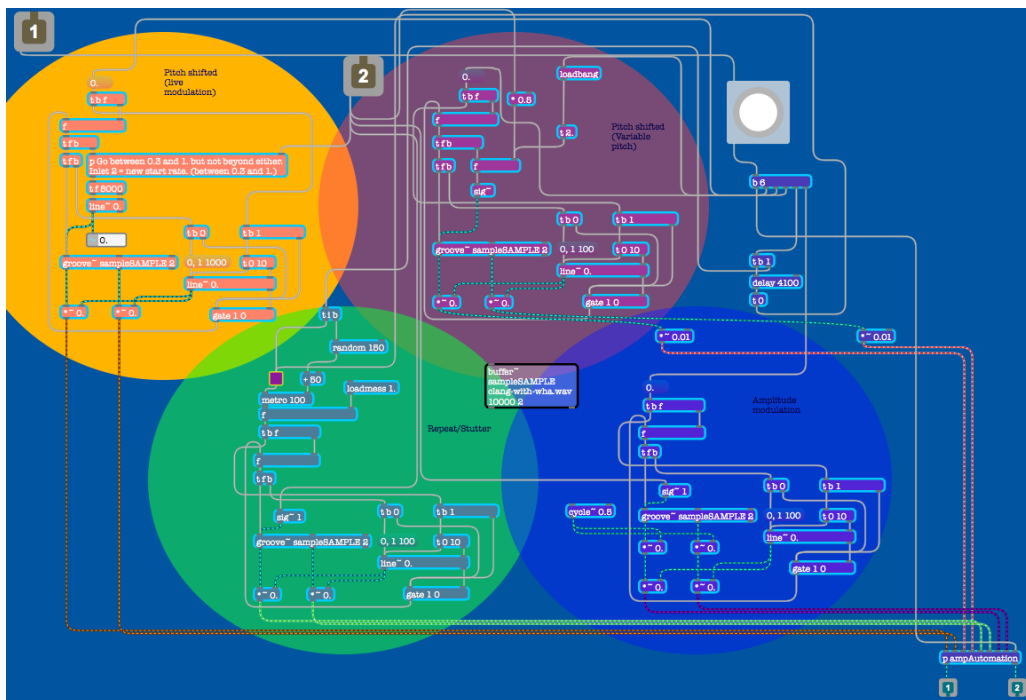 1
2
Pitch shifted
(live
modulation)
0.
t b f
f
t f b
t f b
p Go between 0.3 and 1. but not beyond either.
Inlet 2 = new start rate. (between 0.3 and 1.)
t f 8000
line~ 0.
0.
t b 0
t b 1
groove~ sampleSAMPLE 2
0, 1 1000
t 0 10
line~ 0.
*~ 0.
*~ 0.
gate 1 0
0.
t b f
* 0.5
loadbang
f
t 2.
Pitch shifted
(Variable
pitch)
t f b
t f b
f
sig~
t b 0
t b 1
groove~ sampleSAMPLE 2
0, 1 100
t 0 10
line~ 0.
*~ 0.
*~ 0.
gate 1 0
b 6
t b 1
delay 4100
t 0
*~ 0.01
*~ 0.01
t i b
random 150
+ 50
metro 100
loadmess 1.
f
t b f
f
t f b
Repeat/Stutter
sig~ 1
t b 0
t b 1
groove~ sampleSAMPLE 2
0, 1 100
t 0 10
line~ 0.
*~ 0.
*~ 0.
gate 1 0
buffer~
sampleSAMPLE
clang-with-wha.wav
10000 2
0.
t b f
Amplitude
modulation
f
t f b
sig~ 1
t b 0
t b 1
cycle~ 0.5
groove~ sampleSAMPLE 2
0, 1 100
t 0 10
line~ 0.
*~ 0.
*~ 0.
*~ 0.
*~ 0.
gate 1 0
p ampAutomation
1
2